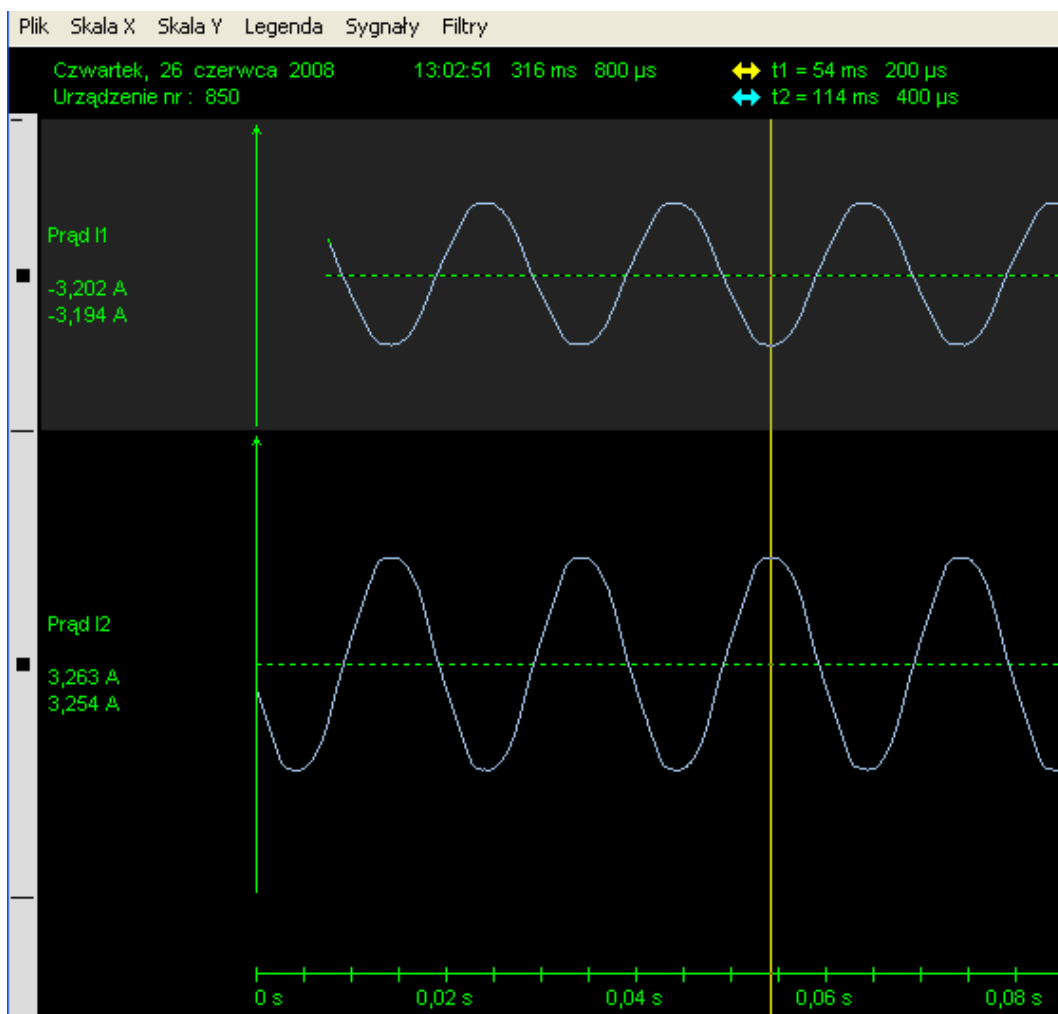 Plik Skala X Skala Y Legenda Sygnały Filtry
Czwartek, 26 czerwca 2008 13:02:51 316 ms 800 µs t1 = 54 ms 200 µs
Urządzenie nr : 850 t2 = 114 ms 400 µs
Prąd I1
-3,202 A
-3,194 A
Prąd I2
3,263 A
3,254 A
0 s 0,02 s 0,04 s 0,06 s 0,08 s